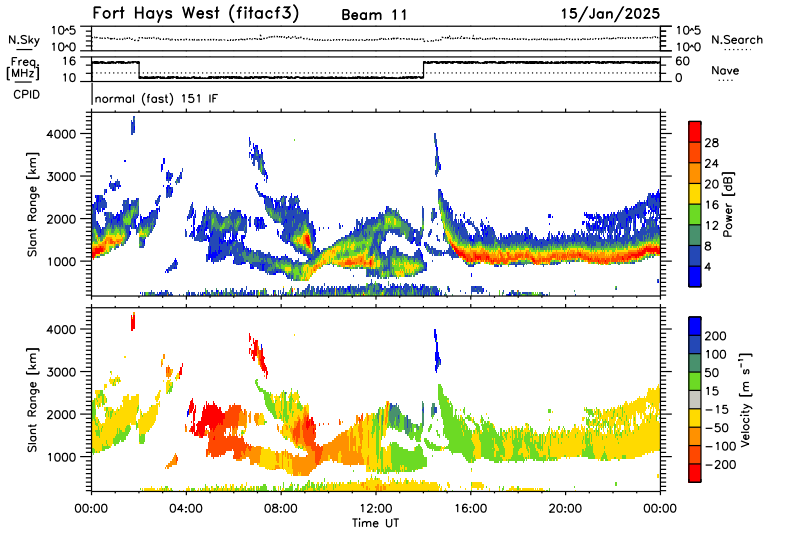 Fort Hays West (fitacf3) Beam 11 15/Jan/2025
N.Sky 10^5 10^0 10^5 10^0 N.Search
Freq. [MHz] 16 10 60 0 Nave
CPID normal (fast) 151 IF
Slant Range [km] 4000 3000 2000 1000
Power [dB] 28 24 20 16 12 8 4
Slant Range [km] 4000 3000 2000 1000
Velocity [m s⁻¹] 200 100 50 15 −15 −50 −100 −200
00:00 04:00 08:00 12:00 16:00 20:00 00:00
Time UT